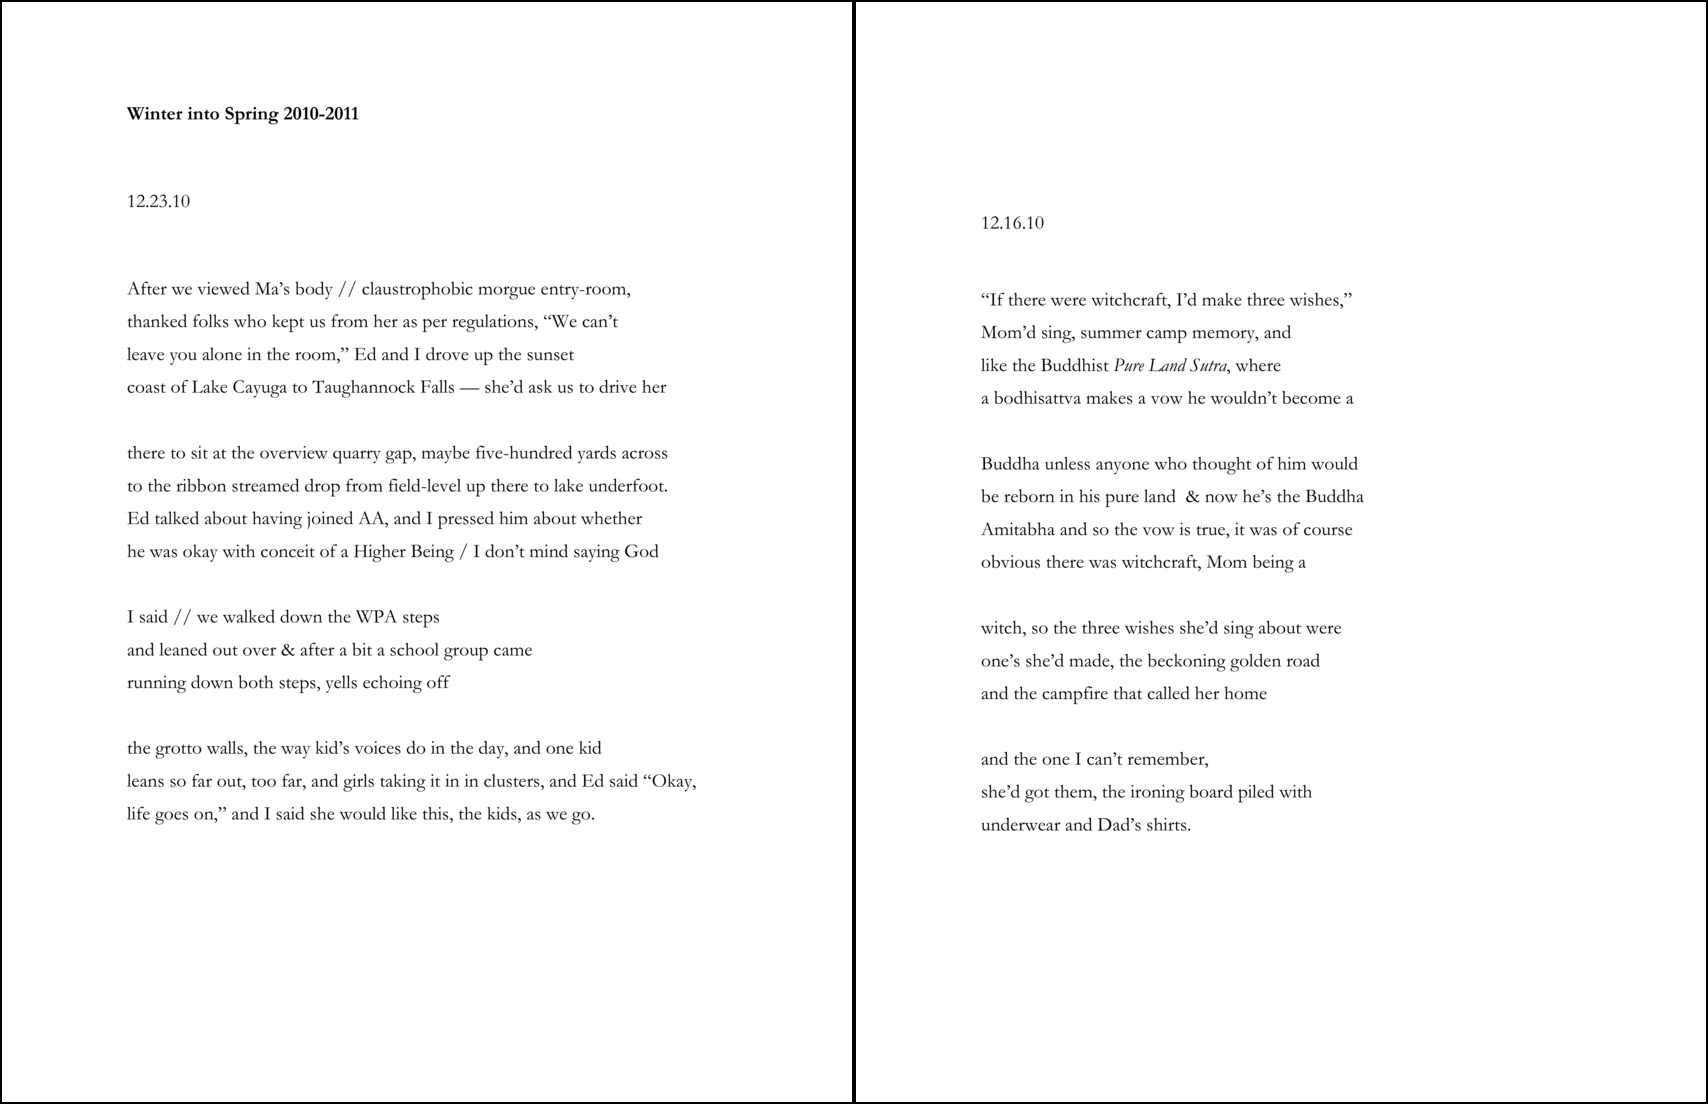 Winter into Spring 2010-2011
12.23.10
After we viewed Ma’s body // claustrophobic morgue entry-room,
thanked folks who kept us from her as per regulations, “We can’t
leave you alone in the room,” Ed and I drove up the sunset
coast of Lake Cayuga to Taughannock Falls — she’d ask us to drive her
there to sit at the overview quarry gap, maybe five-hundred yards across
to the ribbon streamed drop from field-level up there to lake underfoot.
Ed talked about having joined AA, and I pressed him about whether
he was okay with conceit of a Higher Being / I don’t mind saying God
I said // we walked down the WPA steps
and leaned out over & after a bit a school group came
running down both steps, yells echoing off
the grotto walls, the way kid’s voices do in the day, and one kid
leans so far out, too far, and girls taking it in in clusters, and Ed said “Okay,
life goes on,” and I said she would like this, the kids, as we go.
12.16.10
“If there were witchcraft, I’d make three wishes,”
Mom’d sing, summer camp memory, and
like the Buddhist Pure Land Sutra, where
a bodhisattva makes a vow he wouldn’t become a
Buddha unless anyone who thought of him would
be reborn in his pure land  & now he’s the Buddha
Amitabha and so the vow is true, it was of course
obvious there was witchcraft, Mom being a
witch, so the three wishes she’d sing about were
one’s she’d made, the beckoning golden road
and the campfire that called her home
and the one I can’t remember,
she’d got them, the ironing board piled with
underwear and Dad’s shirts.